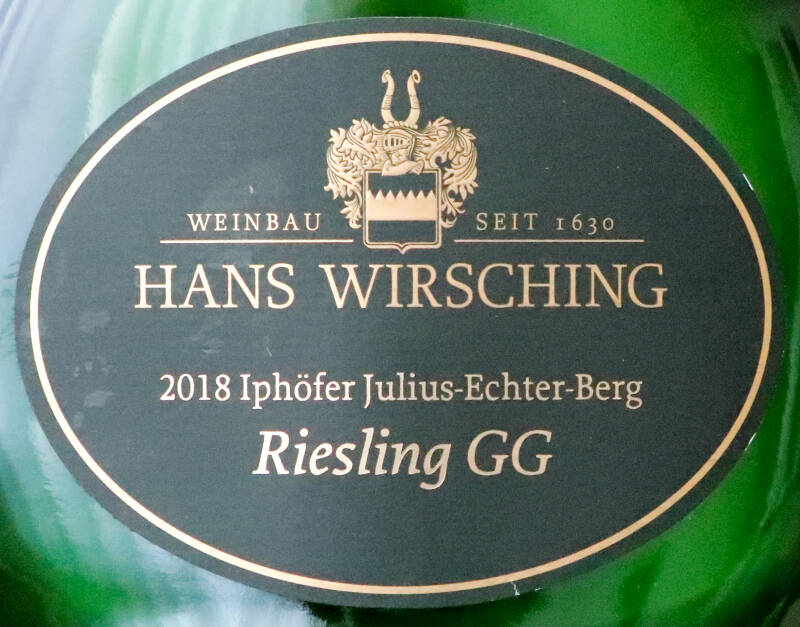 WEINBAU SEIT 1630
HANS WIRSCHING
2018 Iphöfer Julius-Echter-Berg
Riesling GG